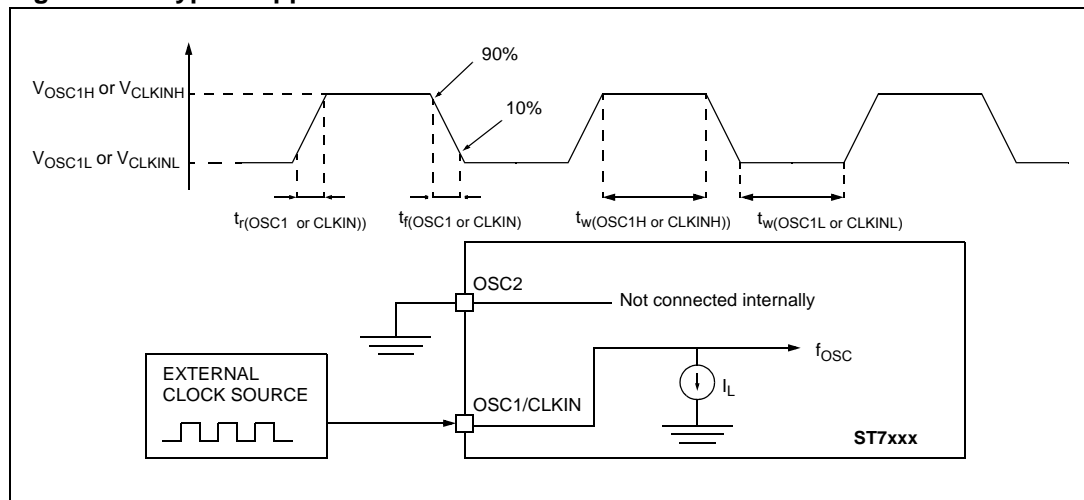 90%
V_OSC1H or V_CLKINH
10%
V_OSC1L or V_CLKINL
t_r(OSC1 or CLKIN))
t_f(OSC1 or CLKIN)
t_w(OSC1H or CLKINH))
t_w(OSC1L or CLKINL)
OSC2
Not connected internally
f_OSC
EXTERNAL
CLOCK SOURCE
I_L
OSC1/CLKIN
ST7xxx